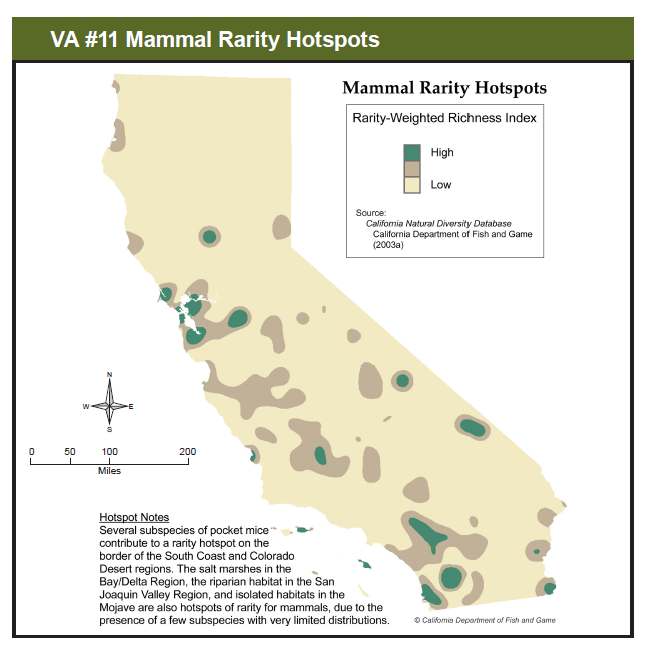 VA #11 Mammal Rarity Hotspots
Mammal Rarity Hotspots
Rarity-Weighted Richness Index
High
Low
Source:
California Natural Diversity Database
California Department of Fish and Game
(2003a)
N
W
E
S
0 50 100 200
Miles
Hotspot Notes
Several subspecies of pocket mice
contribute to a rarity hotspot on the
border of the South Coast and Colorado
Desert regions. The salt marshes in the
Bay/Delta Region, the riparian habitat in the San
Joaquin Valley Region, and isolated habitats in the
Mojave are also hotspots of rarity for mammals, due to the
presence of a few subspecies with very limited distributions.
© California Department of Fish and Game